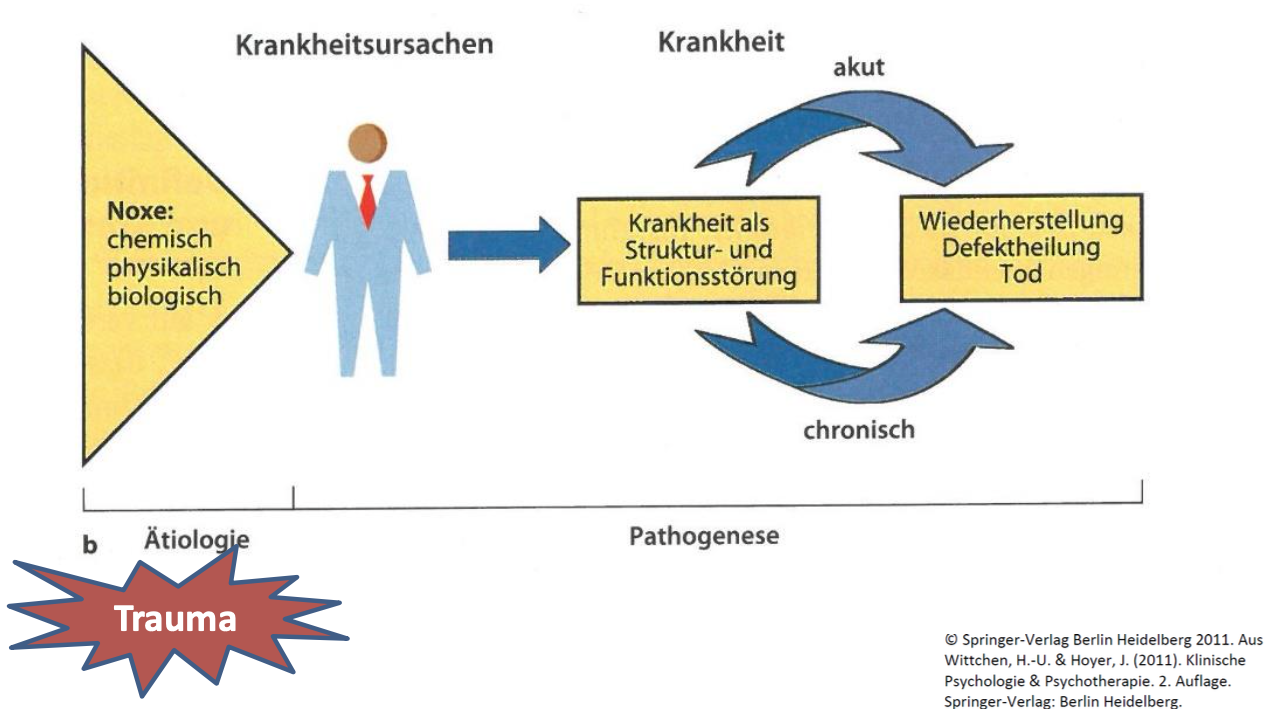 Krankheitsursachen
Krankheit
akut
Noxe:
chemisch
physikalisch
biologisch
Krankheit als
Struktur- und
Funktionsstörung
Wiederherstellung
Defektheilung
Tod
chronisch
b
Ätiologie
Pathogenese
Trauma
© Springer-Verlag Berlin Heidelberg 2011. Aus
Wittchen, H.-U. & Hoyer, J. (2011). Klinische
Psychologie & Psychotherapie. 2. Auflage.
Springer-Verlag: Berlin Heidelberg.